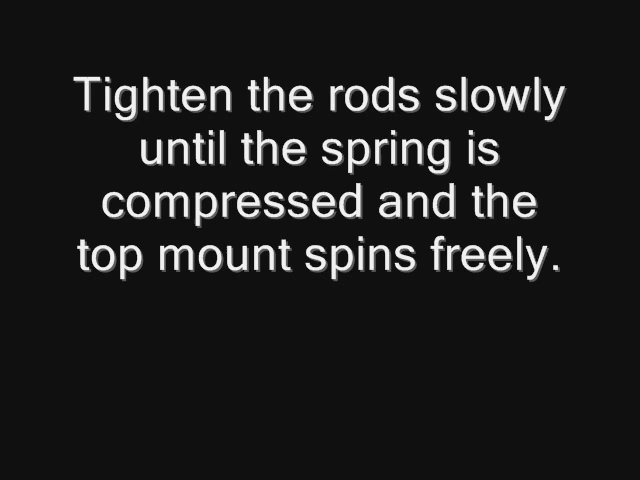 Tighten the rods slowly
until the spring is
compressed and the
top mount spins freely.